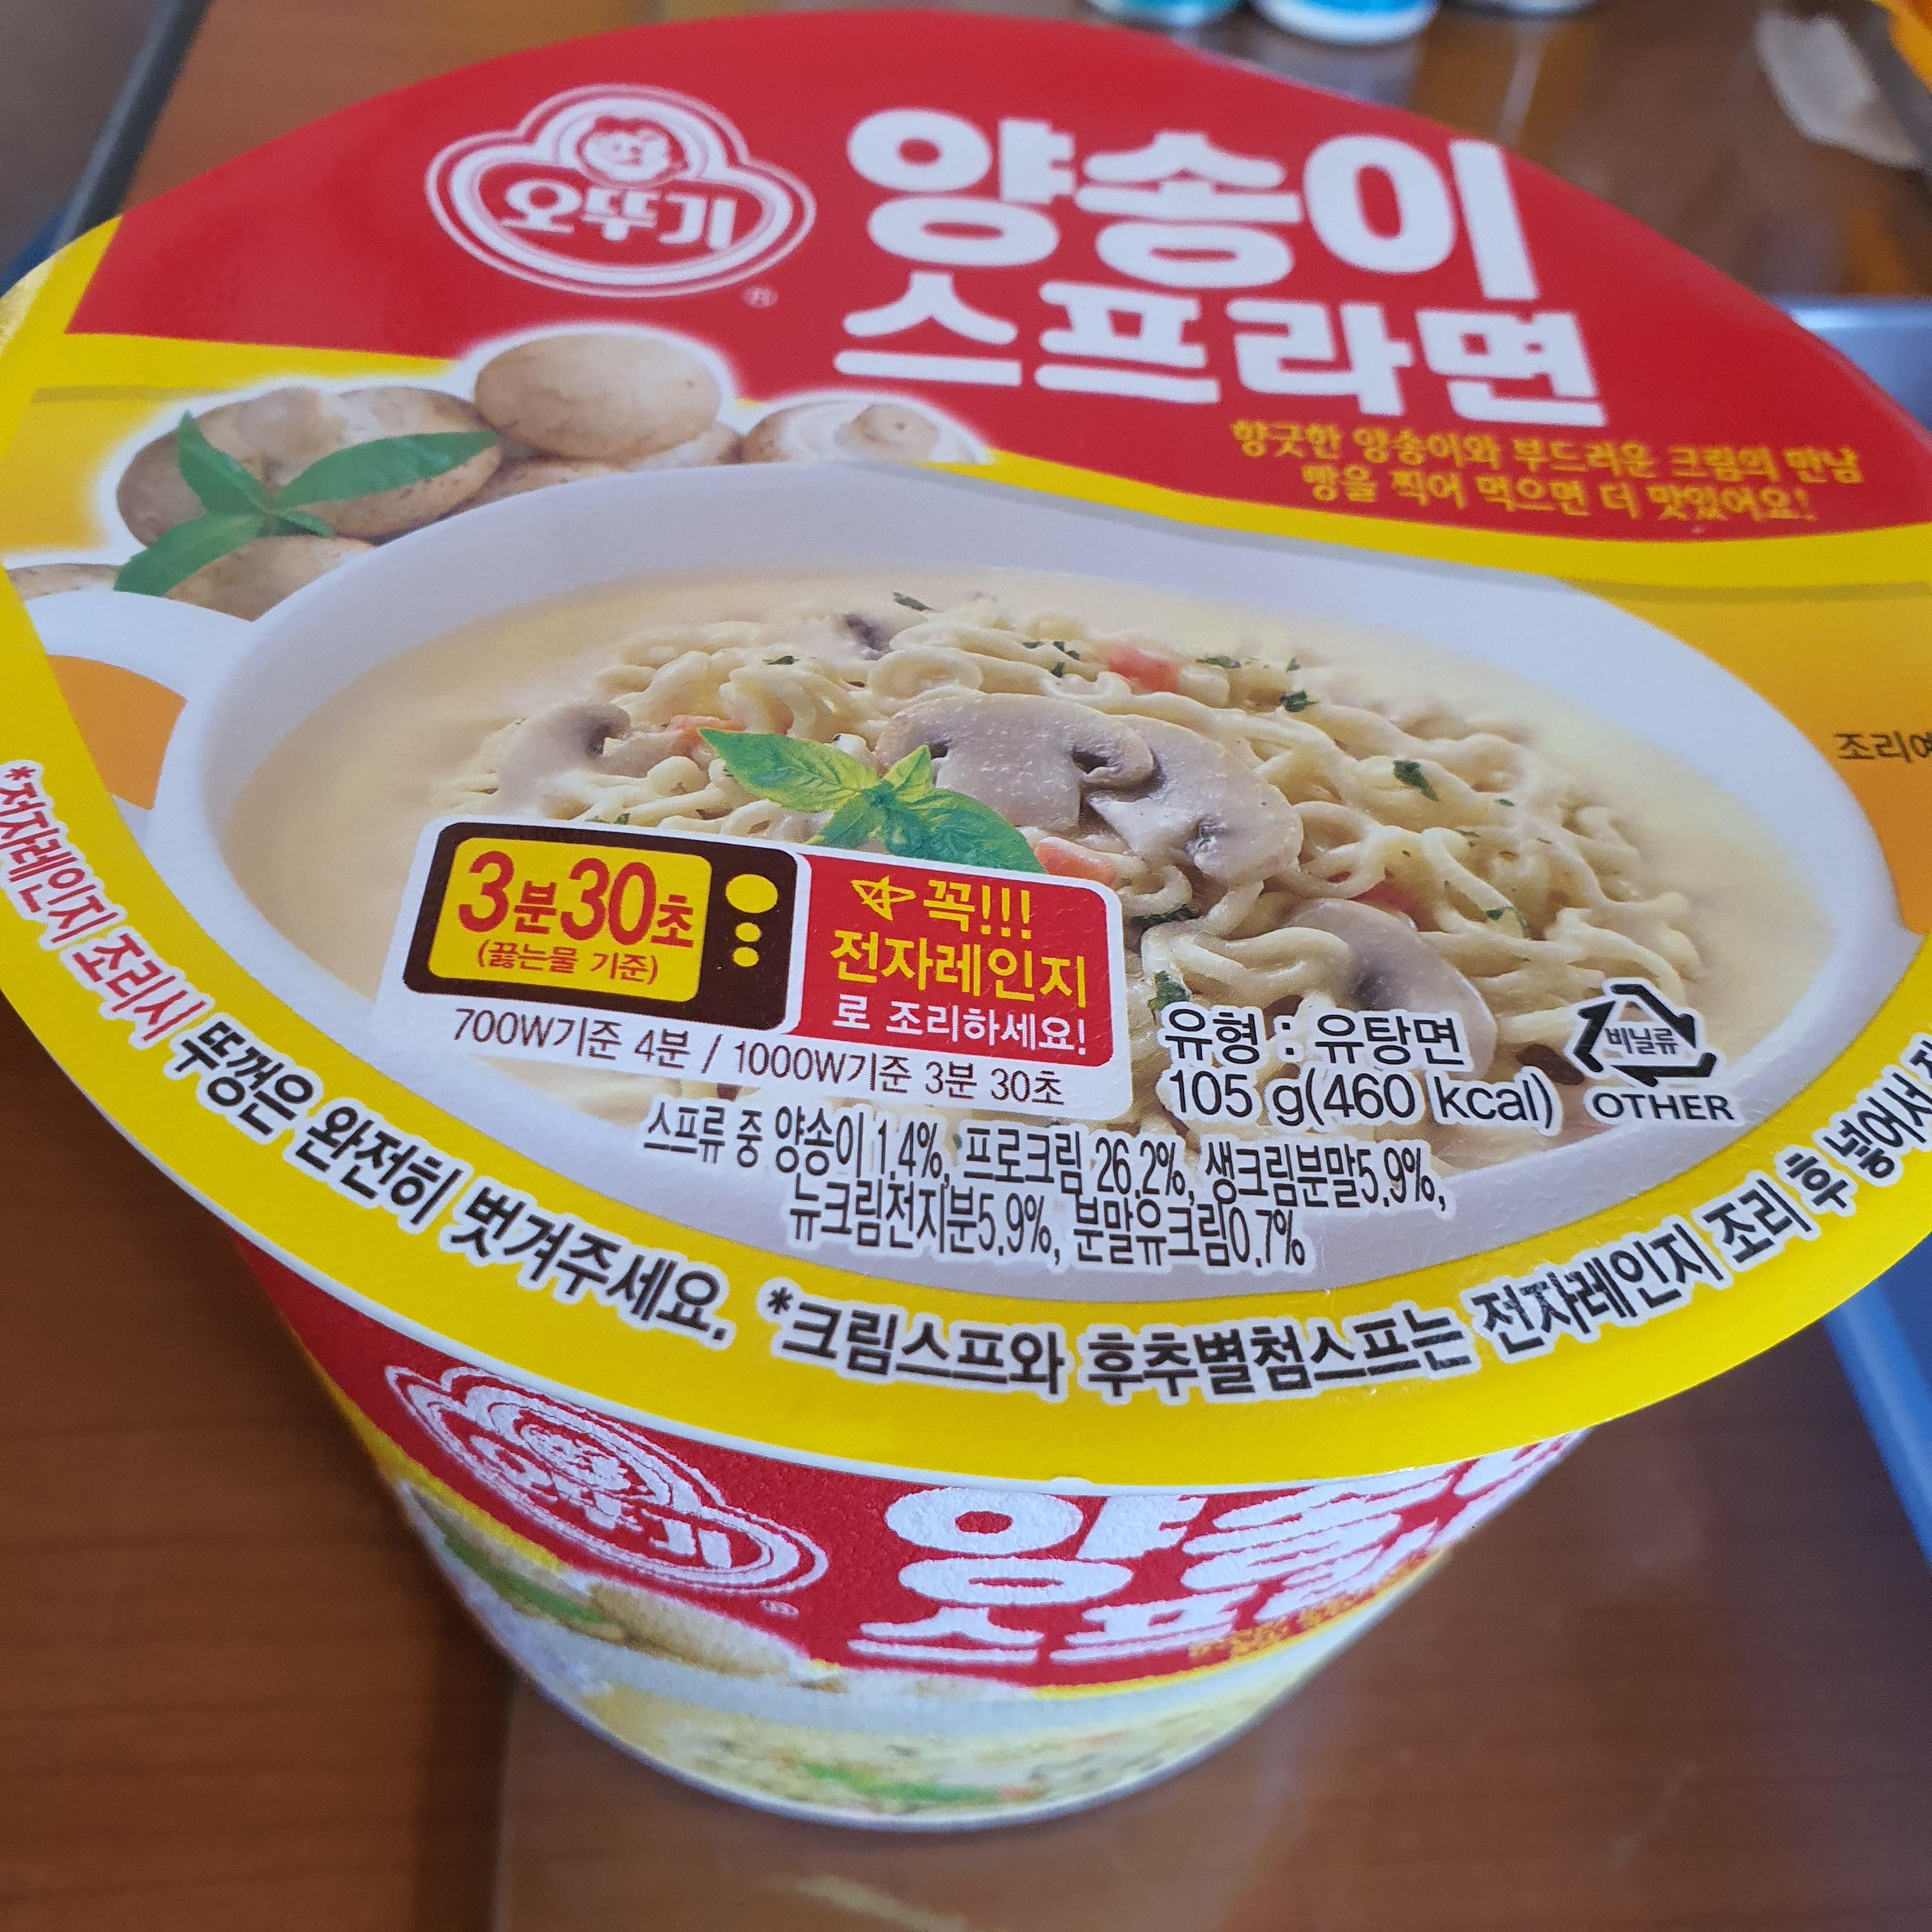 오뚜기
양송이
스프라면
향긋한 양송이와 부드러운 크림의 만남
빵을 찍어 먹으면 더 맛있어요!
3분30초
(끓는물 기준)
꼭!!!
전자레인지
로 조리하세요!
700W기준 4분 / 1000W기준 3분 30초
유형 : 유탕면
105 g(460 kcal)
비닐류
OTHER
스프류 중 양송이1.4%, 프로크림 26.2%, 생크림분말5.9%,
뉴크림전지분5.9%, 분말유크림0.7%
*전자레인지 조리시 뚜껑은 완전히 벗겨주세요. *크림스프와 후추별첨스프는 전자레인지 조리 후 넣어서
오뚜기
양송
스프